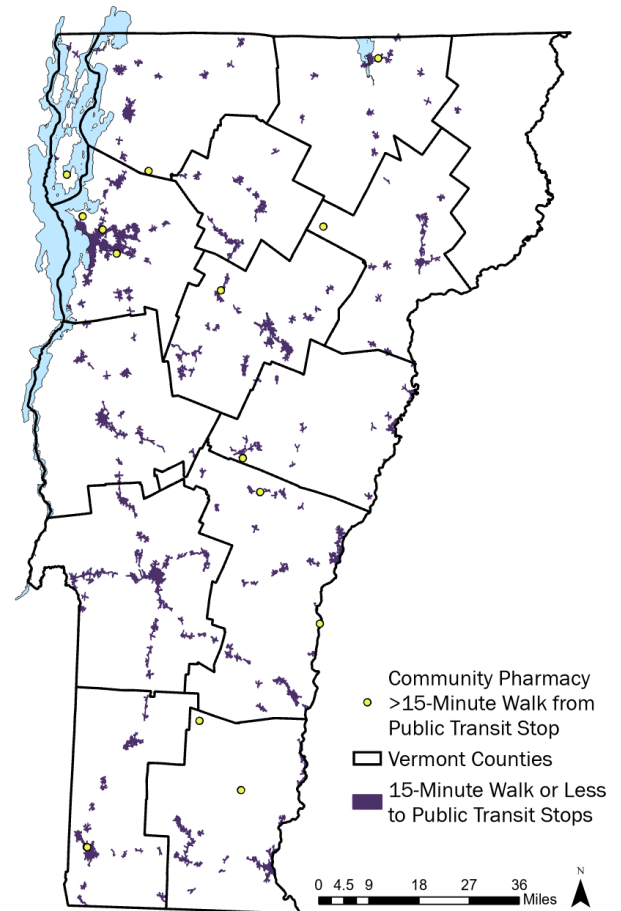 Community Pharmacy
>15-Minute Walk from
Public Transit Stop
Vermont Counties
15-Minute Walk or Less
to Public Transit Stops
N
0 4.5 9 18 27 36
Miles